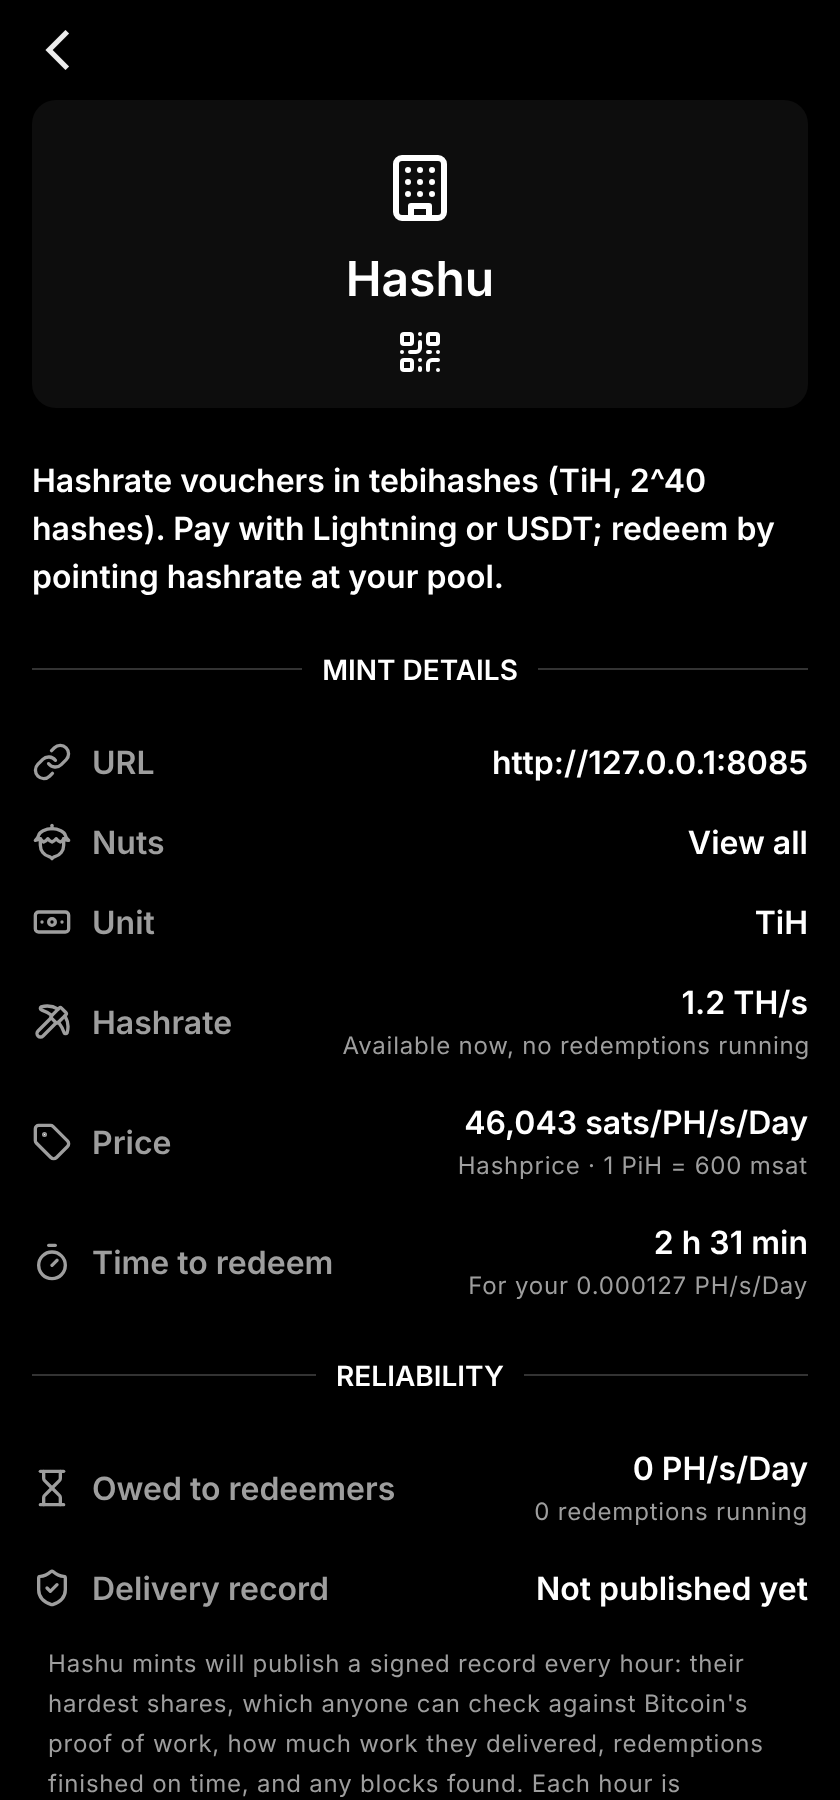 Hashu
Hashrate vouchers in tebihashes (TiH, 2^40
hashes). Pay with Lightning or USDT; redeem by
pointing hashrate at your pool.
MINT DETAILS
URL http://127.0.0.1:8085
Nuts View all
Unit TiH
Hashrate 1.2 TH/s
Available now, no redemptions running
Price 46,043 sats/PH/s/Day
Hashprice · 1 PiH = 600 msat
Time to redeem 2 h 31 min
For your 0.000127 PH/s/Day
RELIABILITY
Owed to redeemers 0 PH/s/Day
0 redemptions running
Delivery record Not published yet
Hashu mints will publish a signed record every hour: their
hardest shares, which anyone can check against Bitcoin's
proof of work, how much work they delivered, redemptions
finished on time, and any blocks found. Each hour is